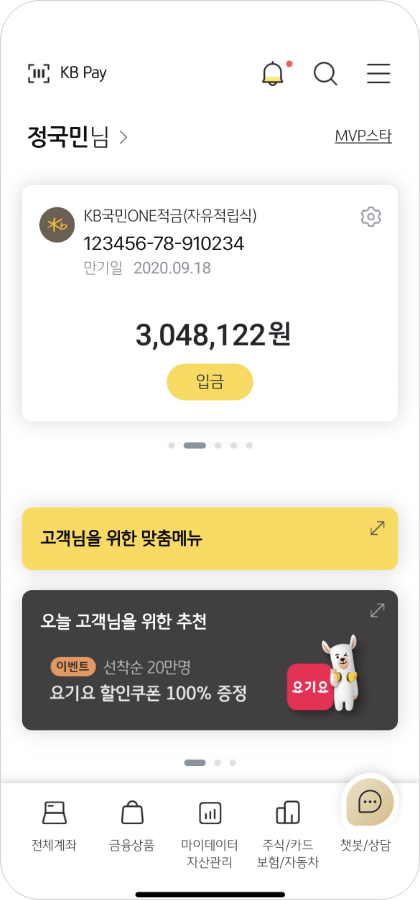 KB Pay
정국민님
MVP스타
KB국민ONE적금(자유적립식)
123456-78-910234
만기일 2020.09.18
3,048,122원
입금
고객님을 위한 맞춤메뉴
오늘 고객님을 위한 추천
이벤트 선착순 20만명
요기요 할인쿠폰 100% 증정
요기요
전체계좌
금융상품
마이데이터
자산관리
주식/카드
보험/자동차
챗봇/상담